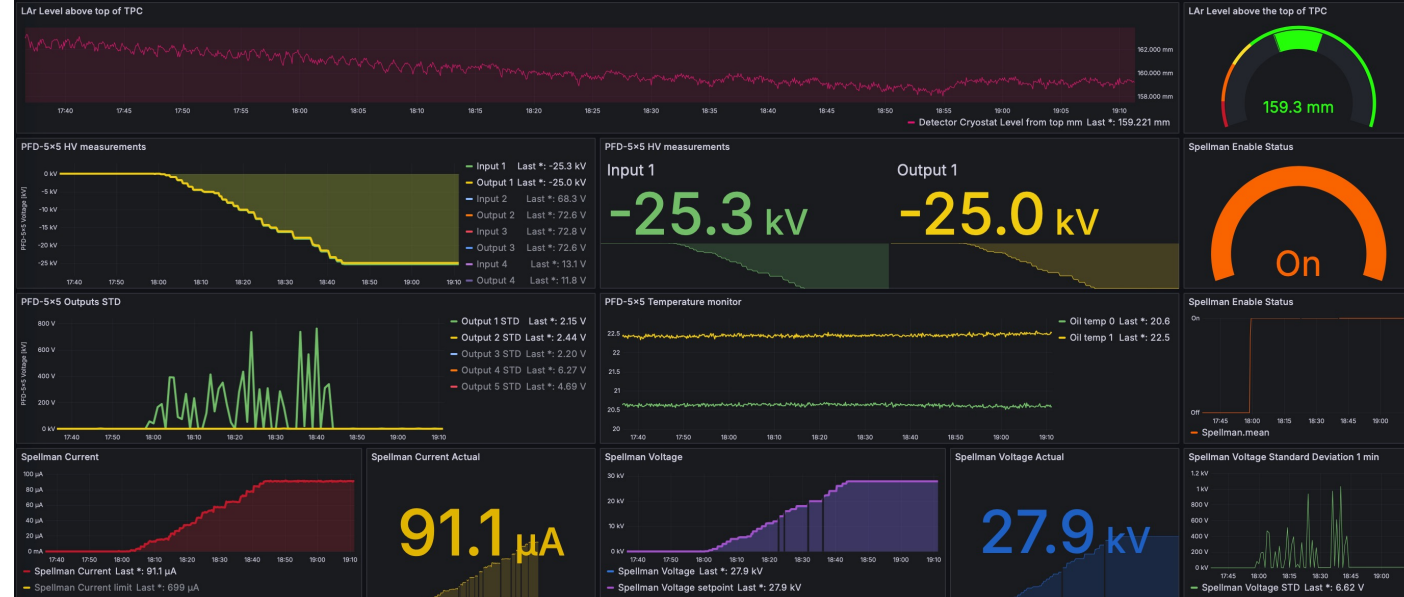 LAr Level above top of TPC
162.000 mm
160.000 mm
158.000 mm
17:40 17:45 17:50 17:55 18:00 18:05 18:10 18:15 18:20 18:25 18:30 18:35 18:40 18:45 18:50 18:55 19:00 19:05 19:10
Detector Cryostat Level from top mm Last *: 159.221 mm
LAr Level above the top of TPC
159.3 mm
PFD-5x5 HV measurements
PFD-5x5 Voltage [kV]
0 kV
-5 kV
-10 kV
-15 kV
-20 kV
-25 kV
17:40 17:50 18:00 18:10 18:20 18:30 18:40 18:50 19:00 19:10
Input 1 Last *: -25.3 kV
Output 1 Last *: -25.0 kV
Input 2 Last *: 68.3 V
Output 2 Last *: 72.6 V
Input 3 Last *: 72.8 V
Output 3 Last *: 72.6 V
Input 4 Last *: 13.1 V
Output 4 Last *: 11.8 V
PFD-5x5 HV measurements
Input 1
-25.3 kV
Output 1
-25.0 kV
Spellman Enable Status
On
PFD-5x5 Outputs STD
PFD-5x5 Voltage [kV]
800 V
600 V
400 V
200 V
0 kV
17:40 17:50 18:00 18:10 18:20 18:30 18:40 18:50 19:00 19:10
Output 1 STD Last *: 2.15 V
Output 2 STD Last *: 2.44 V
Output 3 STD Last *: 2.20 V
Output 4 STD Last *: 6.27 V
Output 5 STD Last *: 4.69 V
PFD-5x5 Temperature monitor
22.5
22
21.5
21
20.5
20
17:40 17:50 18:00 18:10 18:20 18:30 18:40 18:50 19:00 19:10
Oil temp 0 Last *: 20.6
Oil temp 1 Last *: 22.5
Spellman Enable Status
On
Off
17:45 18:00 18:15 18:30 18:45 19:00
Spellman.mean
Spellman Current
100 µA
80 µA
60 µA
40 µA
20 µA
0 mA
17:40 17:50 18:00 18:10 18:20 18:30 18:40 18:50 19:00 19:10
Spellman Current Last *: 91.1 µA
Spellman Current limit Last *: 699 µA
Spellman Current Actual
91.1 µA
Spellman Voltage
30 kV
20 kV
10 kV
0 kV
17:40 17:50 18:00 18:10 18:20 18:30 18:40 18:50 19:00 19:10
Spellman Voltage Last *: 27.9 kV
Spellman Voltage setpoint Last *: 27.9 kV
Spellman Voltage Actual
27.9 kV
Spellman Voltage Standard Deviation 1 min
1.2 kV
1 kV
800 V
600 V
400 V
200 V
0 kV
17:45 18:00 18:15 18:30 18:45 19:00
Spellman Voltage STD Last *: 6.62 V